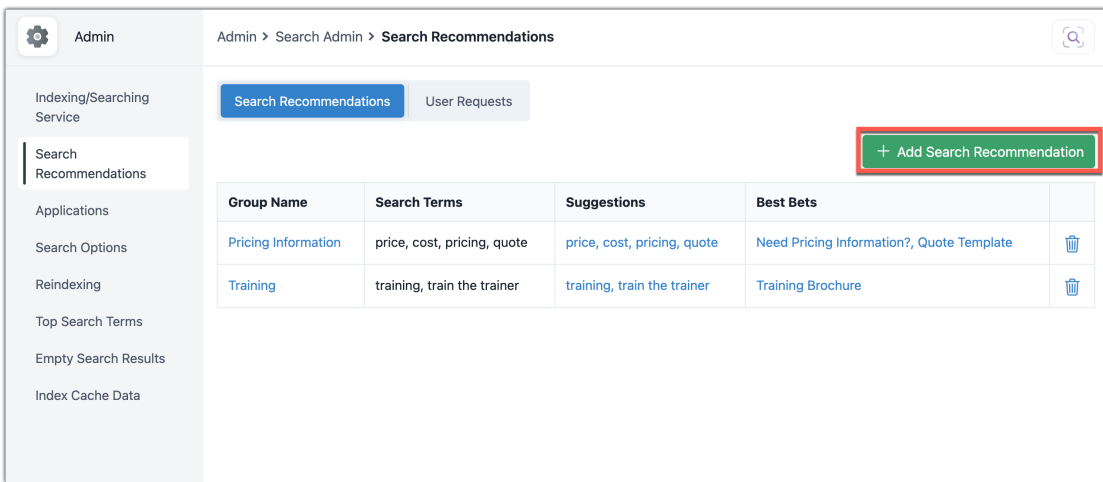 Admin
Admin > Search Admin > Search Recommendations
Indexing/Searching
Service
Search
Recommendations
Applications
Search Options
Reindexing
Top Search Terms
Empty Search Results
Index Cache Data
Search Recommendations User Requests
+ Add Search Recommendation
Group Name Search Terms Suggestions Best Bets
Pricing Information price, cost, pricing, quote price, cost, pricing, quote Need Pricing Information?, Quote Template
Training training, train the trainer training, train the trainer Training Brochure